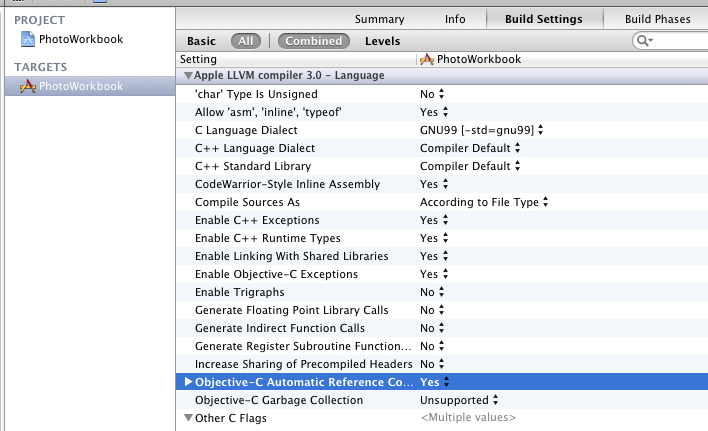 PROJECT
PhotoWorkbook
TARGETS
PhotoWorkbook
Summary Info Build Settings Build Phases
Basic All Combined Levels
Setting PhotoWorkbook
Apple LLVM compiler 3.0 - Language
'char' Type Is Unsigned No
Allow 'asm', 'inline', 'typeof' Yes
C Language Dialect GNU99 [-std=gnu99]
C++ Language Dialect Compiler Default
C++ Standard Library Compiler Default
CodeWarrior-Style Inline Assembly Yes
Compile Sources As According to File Type
Enable C++ Exceptions Yes
Enable C++ Runtime Types Yes
Enable Linking With Shared Libraries Yes
Enable Objective-C Exceptions Yes
Enable Trigraphs No
Generate Floating Point Library Calls No
Generate Indirect Function Calls No
Generate Register Subroutine Function... No
Increase Sharing of Precompiled Headers No
Objective-C Automatic Reference Co... Yes
Objective-C Garbage Collection Unsupported
Other C Flags <Multiple values>